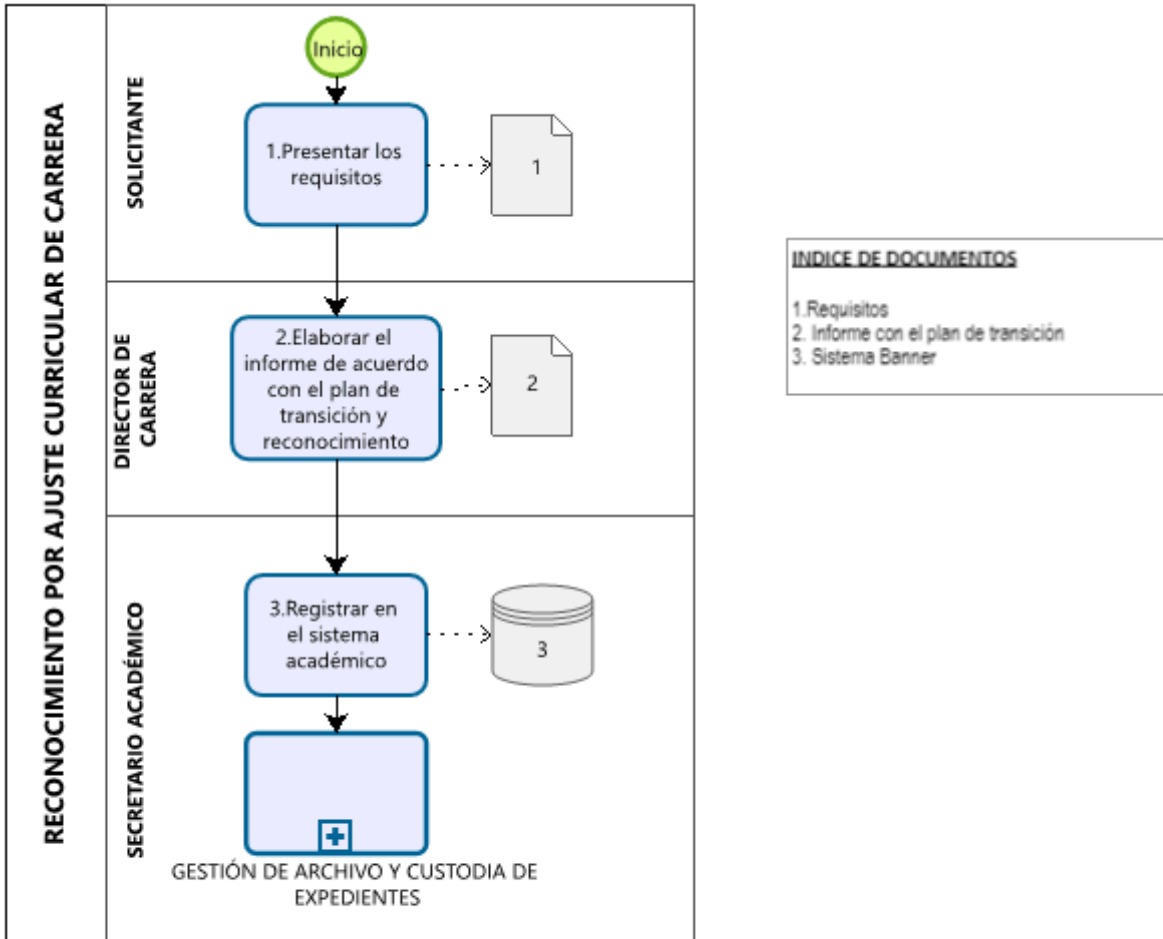 RECONOCIMIENTO POR AJUSTE CURRICULAR DE CARRERA
SOLICITANTE
Inicio
1.Presentar los
requisitos
1
DIRECTOR DE
CARRERA
2.Elaborar el
informe de acuerdo
con el plan de
transición y
reconocimiento
2
SECRETARIO ACADÉMICO
3.Registrar en
el sistema
académico
3
GESTIÓN DE ARCHIVO Y CUSTODIA DE
EXPEDIENTES
INDICE DE DOCUMENTOS
1.Requisitos
2. Informe con el plan de transición
3. Sistema Banner